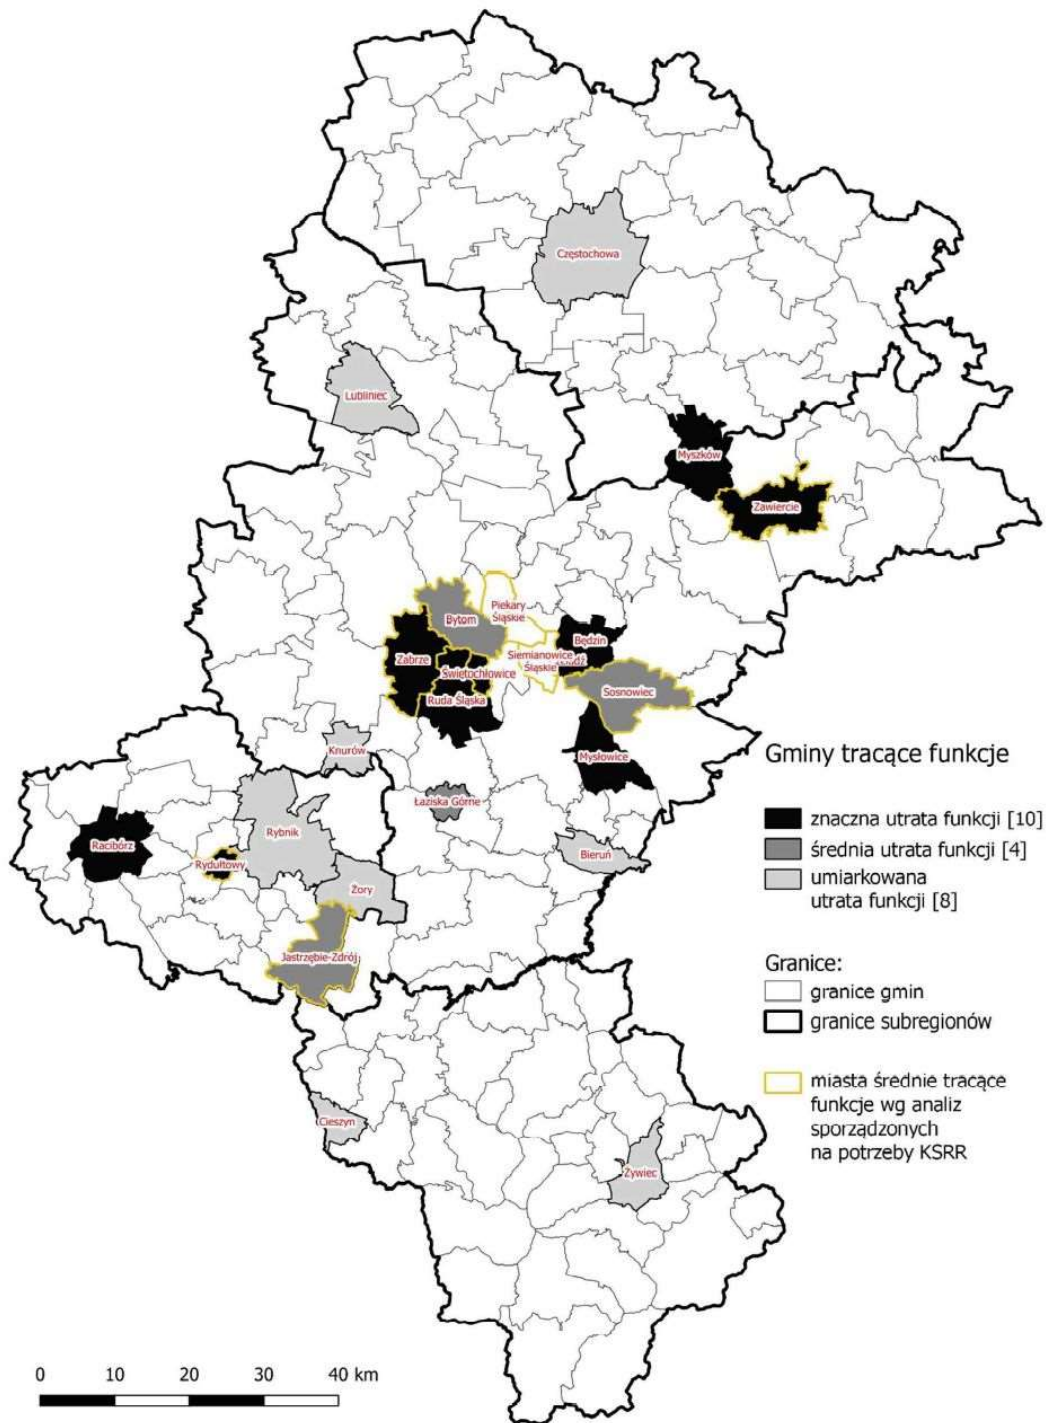 Częstochowa
Lubliniec
Myszków
Zawiercie
Piekary
Śląskie
Bytom
Będzin
Siemianowice
Śląskie
Zabrze
Świętochłowice
Sosnowiec
Ruda Śląska
Knurów
Mysłowice
Łaziska Górne
Rybnik
Racibórz
Rydułtowy
Bieruń
Żory
Jastrzębie-Zdrój
Cieszyn
Żywiec
Gminy tracące funkcje
znaczna utrata funkcji [10]
średnia utrata funkcji [4]
umiarkowana
utrata funkcji [8]
Granice:
granice gmin
granice subregionów
miasta średnie tracące
funkcje wg analiz
sporządzonych
na potrzeby KSRR
0 10 20 30 40 km